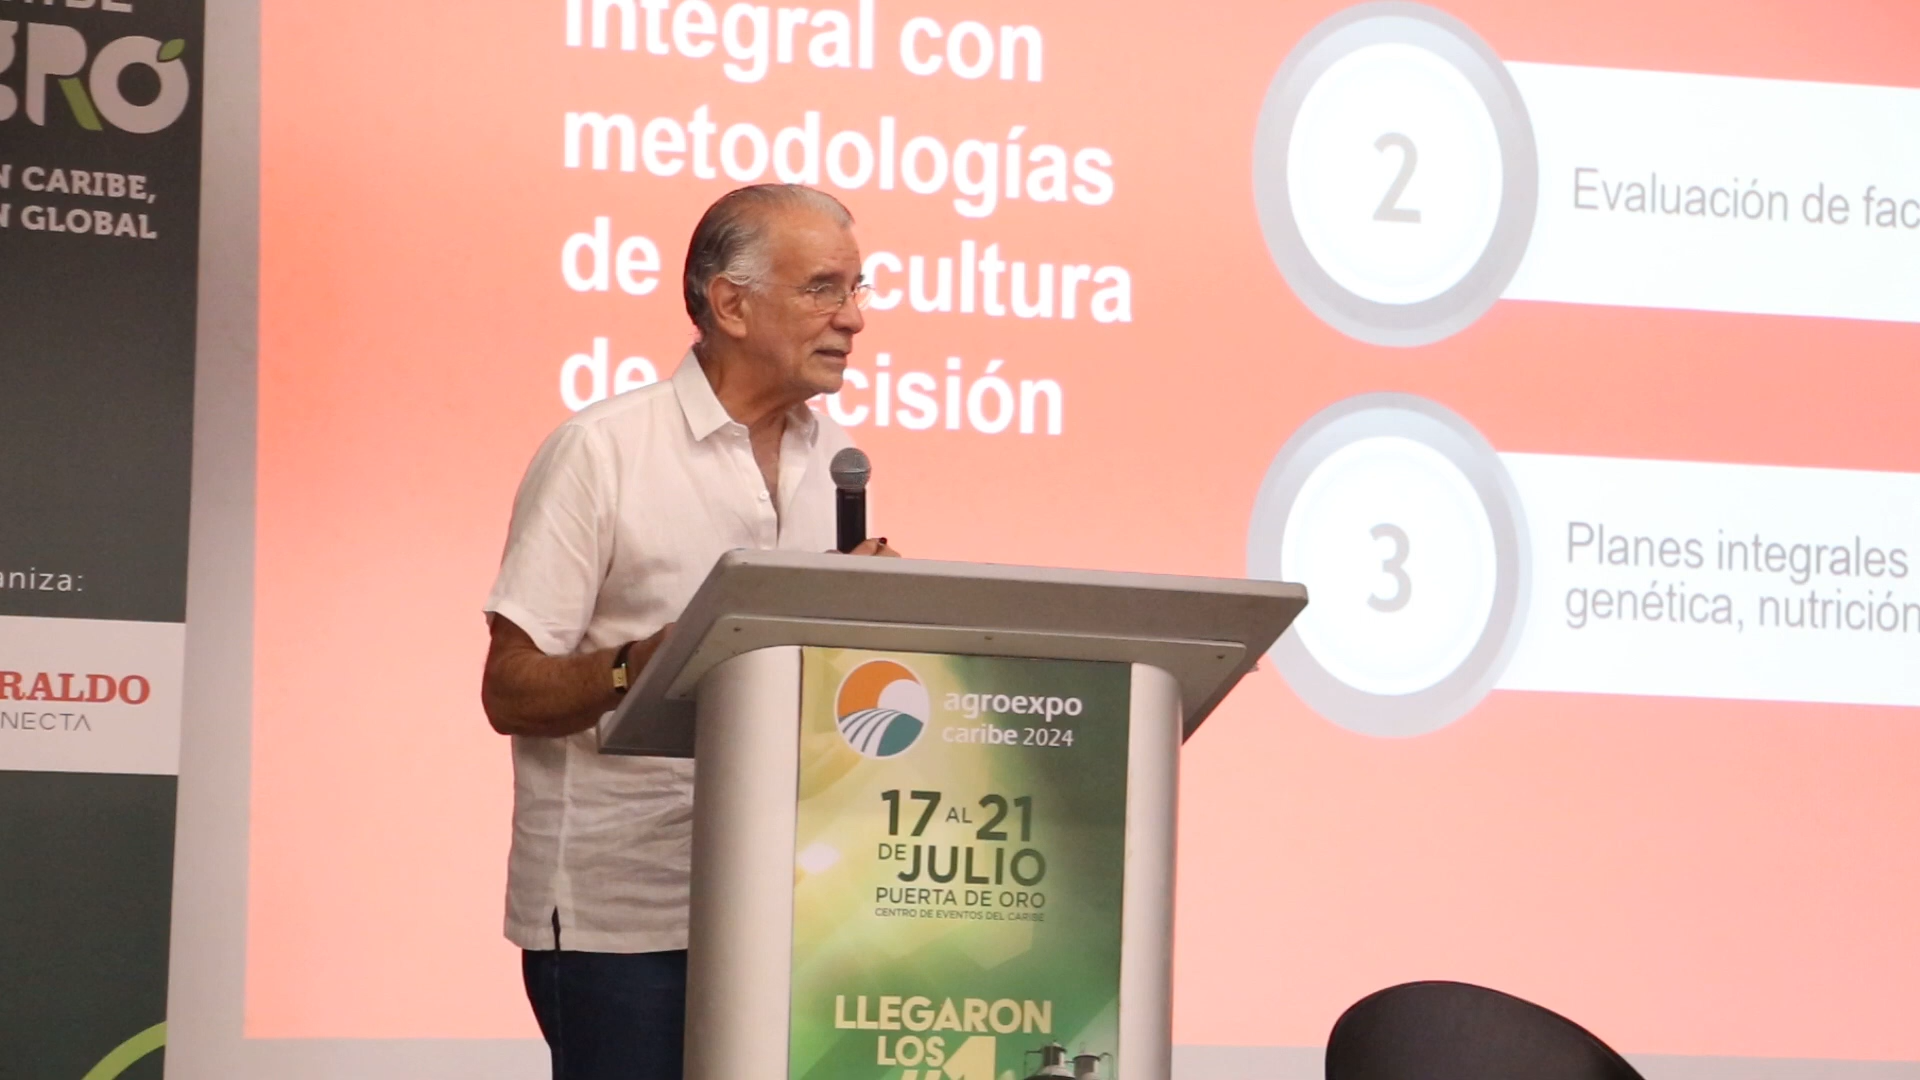 GRO
CARIBE,
GLOBAL
RALDO
NECTA
integral con
metodologías
de cultura
de cisión
2
Evaluación de fac
3
Planes integrales
genética, nutrición
agroexpo
caribe 2024
17 AL 21
DE JULIO
PUERTA DE ORO
CENTRO DE EVENTOS DEL CARIBE
LLEGARON
LOS
#1